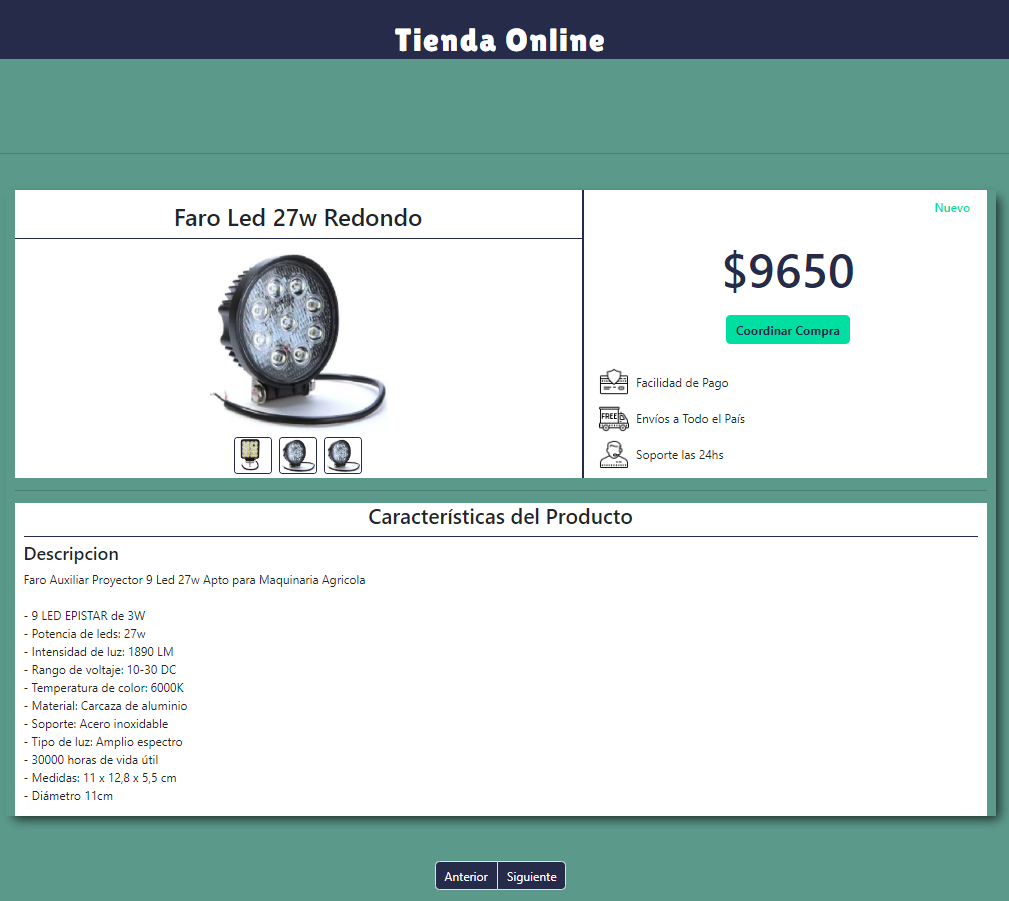 Tienda Online
Faro Led 27w Redondo
Nuevo
$9650
Coordinar Compra
Facilidad de Pago
FREE
Envíos a Todo el País
Soporte las 24hs
Características del Producto
Descripcion
Faro Auxiliar Proyector 9 Led 27w Apto para Maquinaria Agricola
- 9 LED EPISTAR de 3W
- Potencia de leds: 27w
- Intensidad de luz: 1890 LM
- Rango de voltaje: 10-30 DC
- Temperatura de color: 6000K
- Material: Carcaza de aluminio
- Soporte: Acero inoxidable
- Tipo de luz: Amplio espectro
- 30000 horas de vida útil
- Medidas: 11 x 12,8 x 5,5 cm
- Diámetro 11cm
Anterior
Siguiente